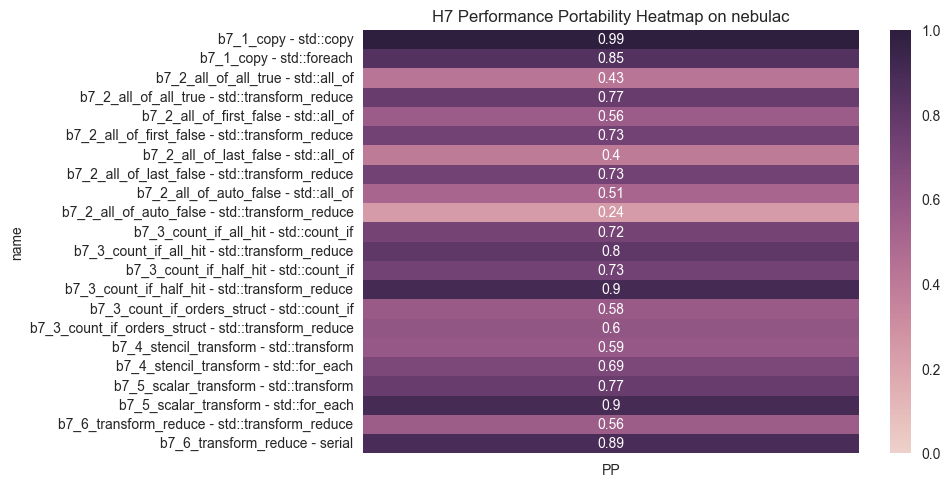 H7 Performance Portability Heatmap on nebulac
b7_1_copy - std::copy 0.99
b7_1_copy - std::foreach 0.85
b7_2_all_of_all_true - std::all_of 0.43
b7_2_all_of_all_true - std::transform_reduce 0.77
b7_2_all_of_first_false - std::all_of 0.56
b7_2_all_of_first_false - std::transform_reduce 0.73
b7_2_all_of_last_false - std::all_of 0.4
b7_2_all_of_last_false - std::transform_reduce 0.73
b7_2_all_of_auto_false - std::all_of 0.51
b7_2_all_of_auto_false - std::transform_reduce 0.24
b7_3_count_if_all_hit - std::count_if 0.72
b7_3_count_if_all_hit - std::transform_reduce 0.8
b7_3_count_if_half_hit - std::count_if 0.73
b7_3_count_if_half_hit - std::transform_reduce 0.9
b7_3_count_if_orders_struct - std::count_if 0.58
b7_3_count_if_orders_struct - std::transform_reduce 0.6
b7_4_stencil_transform - std::transform 0.59
b7_4_stencil_transform - std::for_each 0.69
b7_5_scalar_transform - std::transform 0.77
b7_5_scalar_transform - std::for_each 0.9
b7_6_transform_reduce - std::transform_reduce 0.56
b7_6_transform_reduce - serial 0.89
name
PP
1.0
0.8
0.6
0.4
0.2
0.0